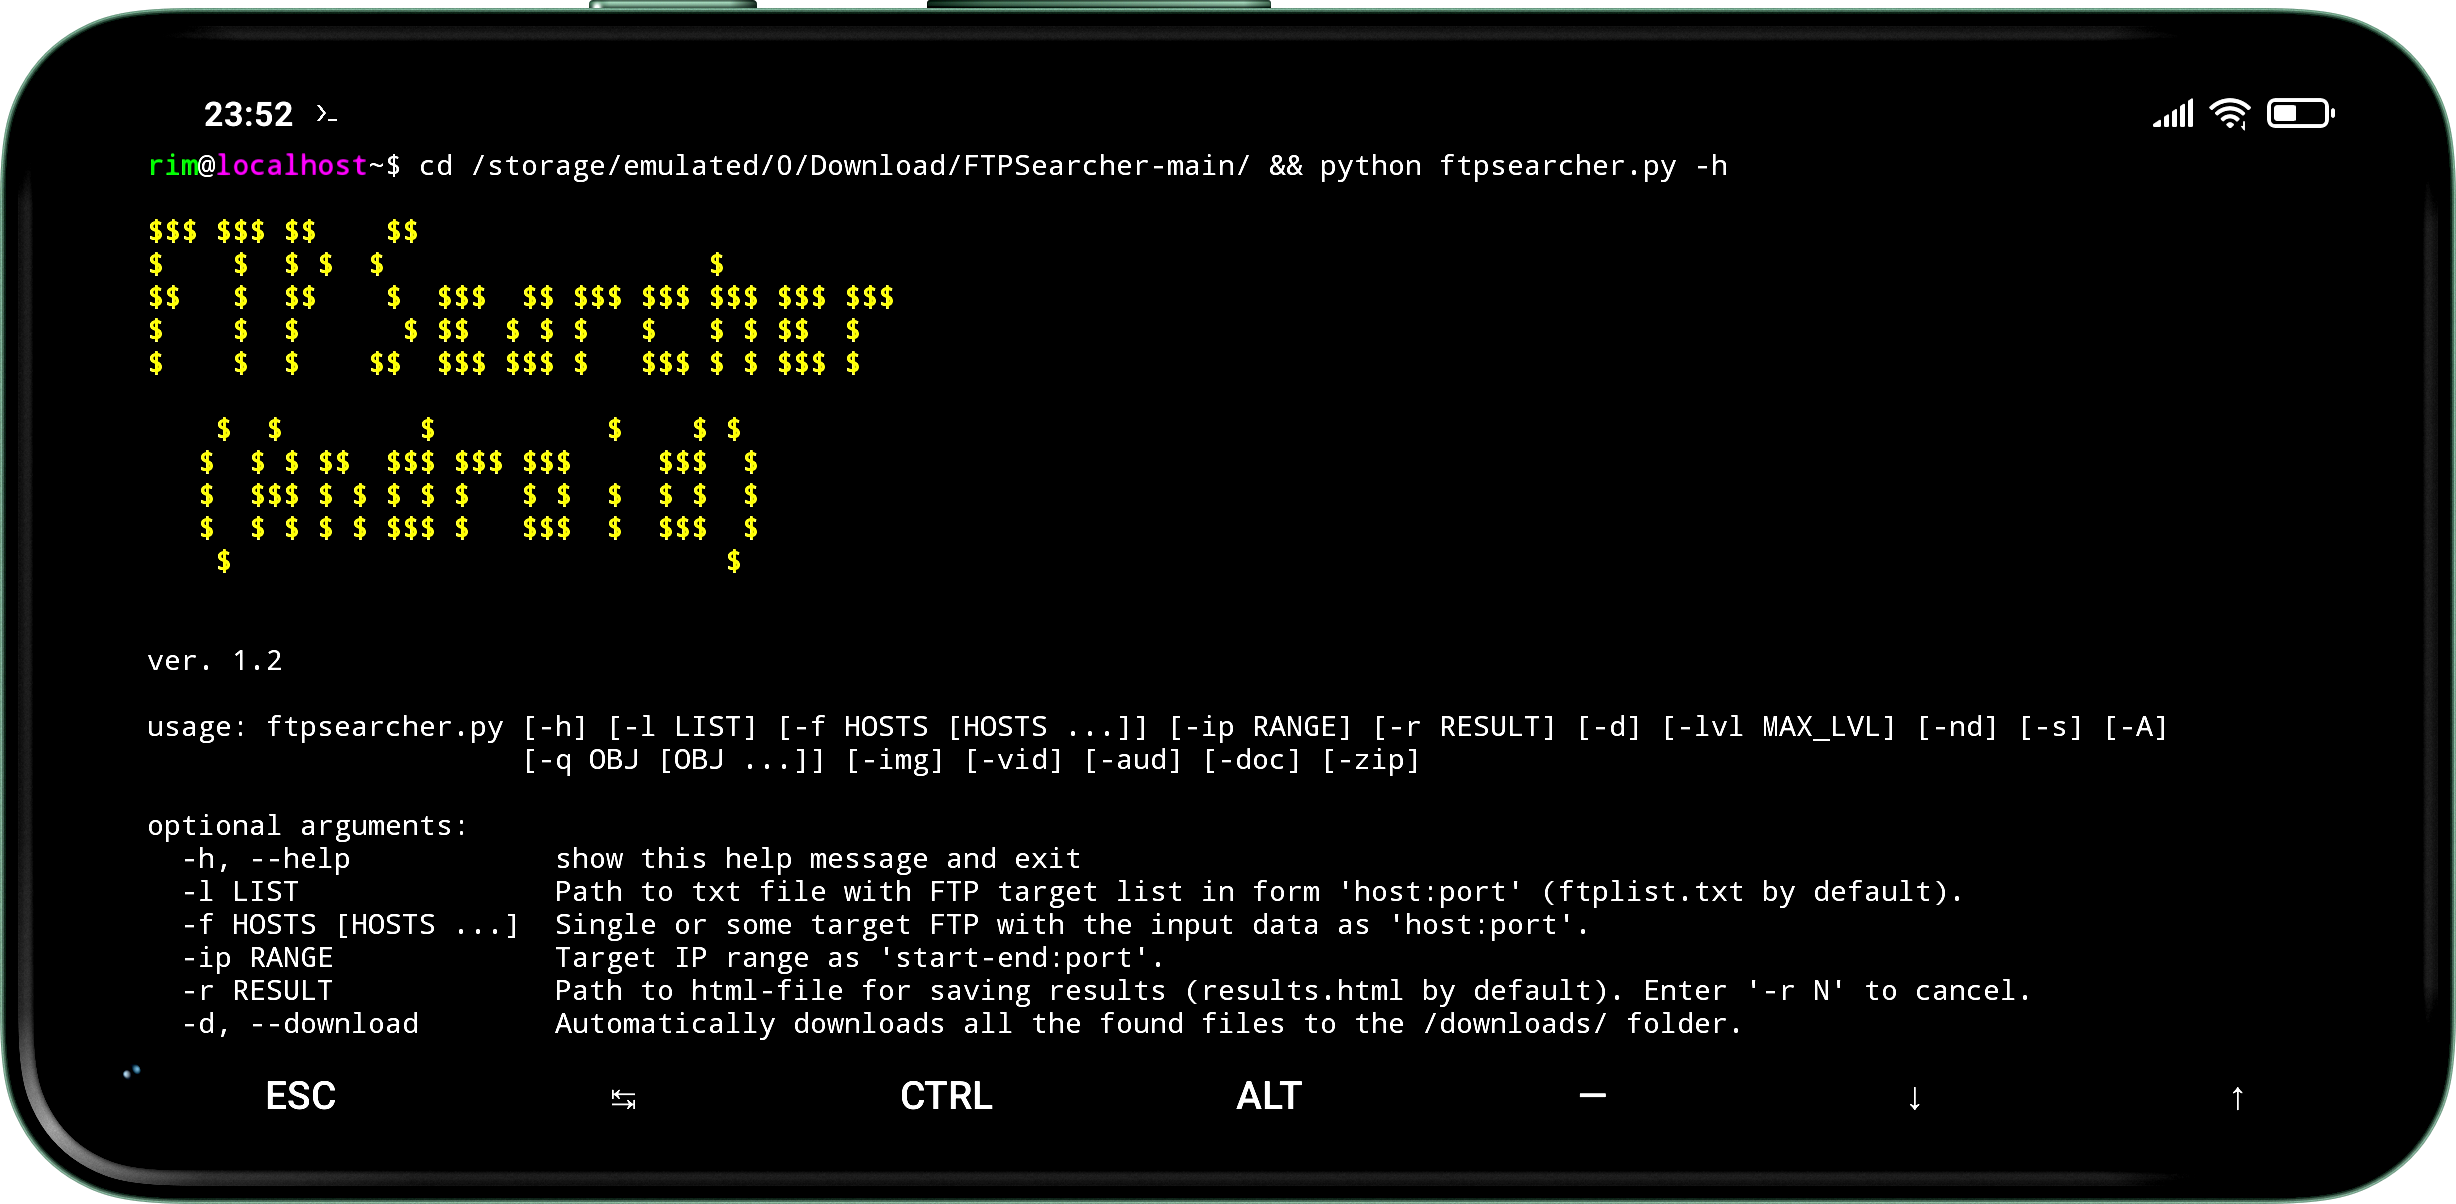 23:52
rim@localhost~$ cd /storage/emulated/0/Download/FTPSearcher-main/ && python ftpsearcher.py -h
$$$ $$$ $$    $$
$    $  $ $  $                   $
$$   $  $$    $  $$$  $$ $$$ $$$ $$$ $$$ $$$
$    $  $      $ $$  $ $ $   $   $ $ $$  $
$    $  $    $$  $$$ $$$ $   $$$ $ $ $$$ $
    $  $        $          $    $ $
   $  $ $ $$  $$$ $$$ $$$     $$$  $
   $  $$$ $ $ $ $ $   $ $  $  $ $  $
   $  $ $ $ $ $$$ $   $$$  $  $$$  $
    $                             $
ver. 1.2
usage: ftpsearcher.py [-h] [-l LIST] [-f HOSTS [HOSTS ...]] [-ip RANGE] [-r RESULT] [-d] [-lvl MAX_LVL] [-nd] [-s] [-A]
                      [-q OBJ [OBJ ...]] [-img] [-vid] [-aud] [-doc] [-zip]
optional arguments:
  -h, --help            show this help message and exit
  -l LIST               Path to txt file with FTP target list in form 'host:port' (ftplist.txt by default).
  -f HOSTS [HOSTS ...]  Single or some target FTP with the input data as 'host:port'.
  -ip RANGE             Target IP range as 'start-end:port'.
  -r RESULT             Path to html-file for saving results (results.html by default). Enter '-r N' to cancel.
  -d, --download        Automatically downloads all the found files to the /downloads/ folder.
ESC ↹ CTRL ALT — ↓ ↑